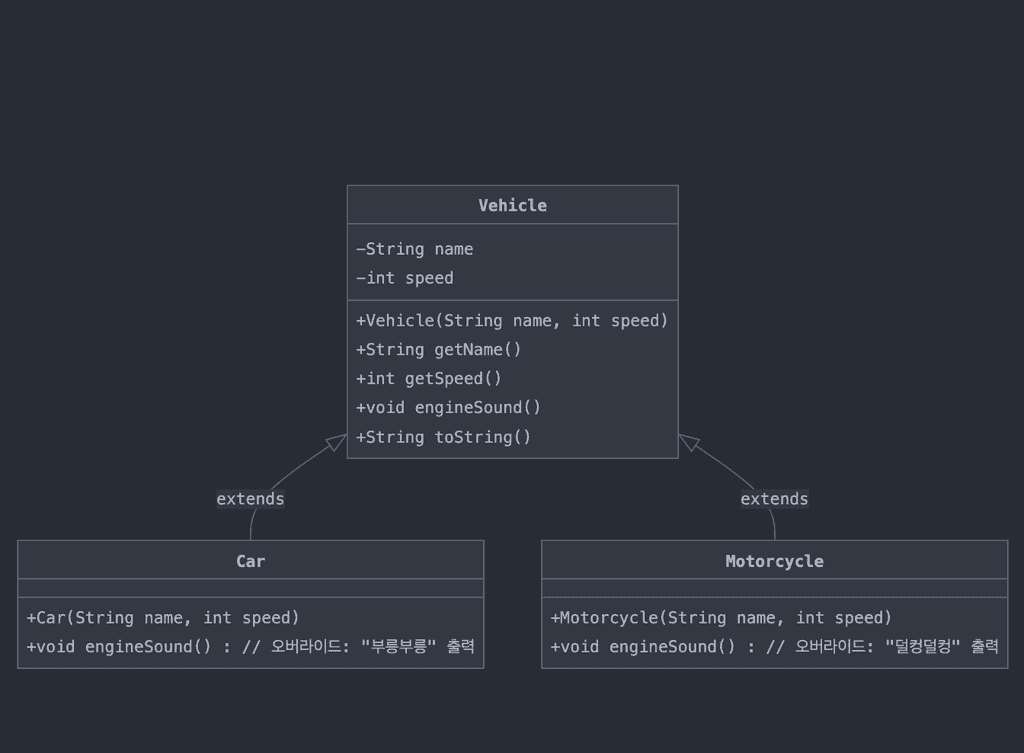 Vehicle
-String name
-int speed
+Vehicle(String name, int speed)
+String getName()
+int getSpeed()
+void engineSound()
+String toString()
extends
extends
Car
+Car(String name, int speed)
+void engineSound() : // 오버라이드: "부릉부릉" 출력
Motorcycle
+Motorcycle(String name, int speed)
+void engineSound() : // 오버라이드: "덜컹덜컹" 출력